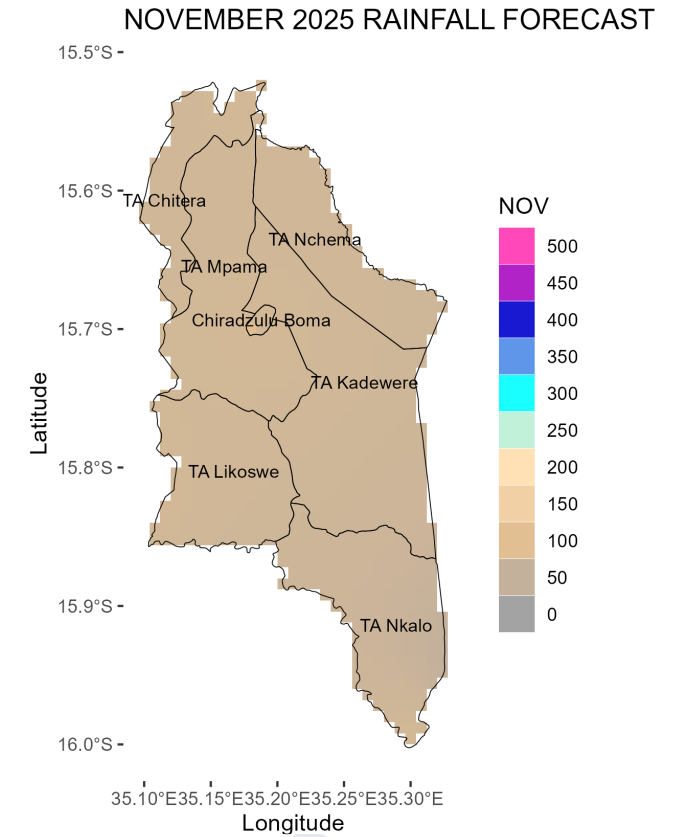 NOVEMBER 2025 RAINFALL FORECAST
15.5°S
15.6°S
15.7°S
15.8°S
15.9°S
16.0°S
Latitude
TA Chitera
TA Nchema
TA Mpama
Chiradzulu Boma
TA Kadewere
TA Likoswe
TA Nkalo
NOV
500
450
400
350
300
250
200
150
100
50
0
35.10°E35.15°E35.20°E35.25°E35.30°E
Longitude